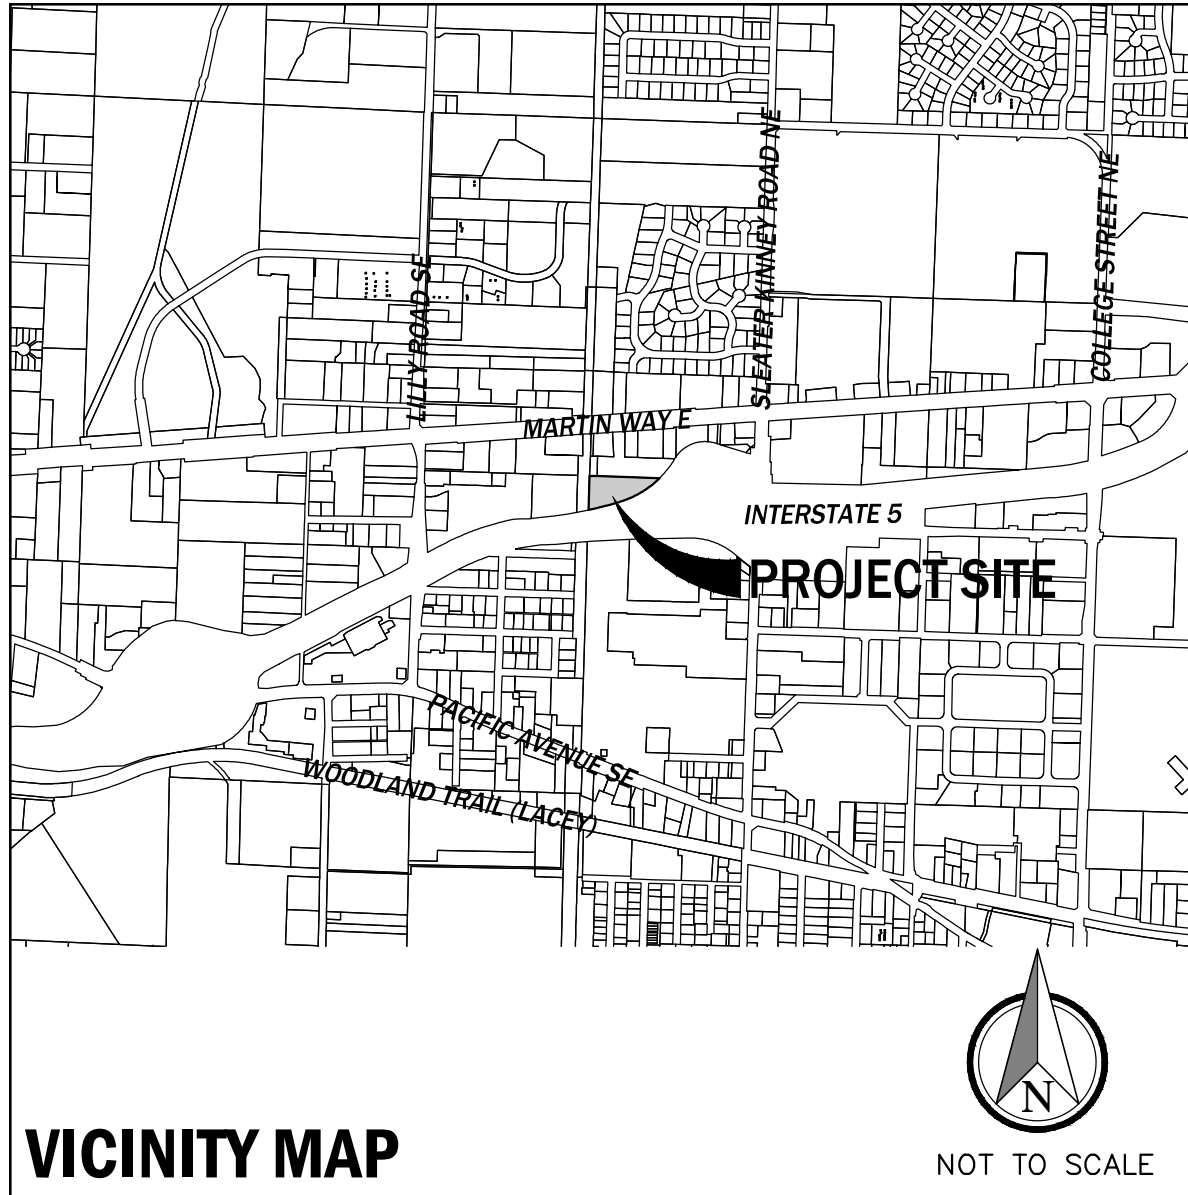 SLEATER KINNEY ROAD NE
COLLEGE STREET NE
LILLY ROAD SE
MARTIN WAY E
INTERSTATE 5
PROJECT SITE
PACIFIC AVENUE SE
WOODLAND TRAIL (LACEY)
N
VICINITY MAP
NOT TO SCALE